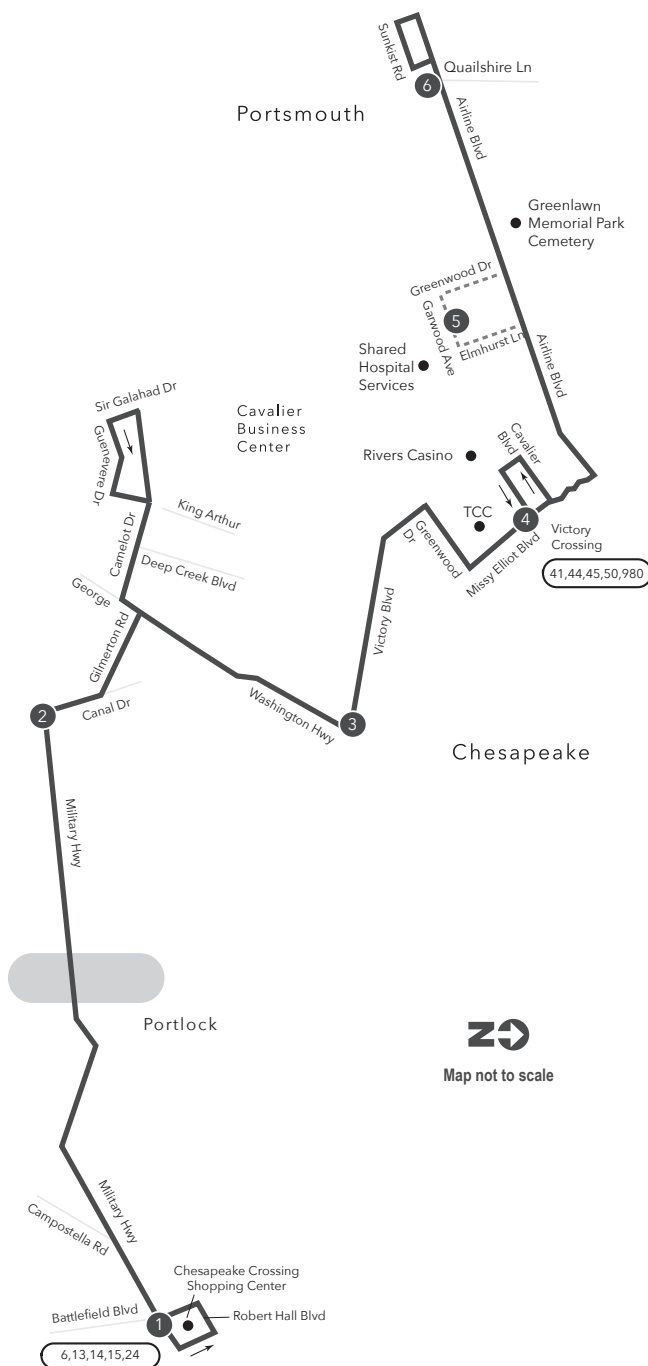 Sunkist Rd
Quailshire Ln
6
Airline Blvd
Portsmouth
Greenlawn
Memorial Park
Cemetery
Greenwood Dr
5
Garwood Ave
Elmhurst Ln
Airline Blvd
Shared
Hospital
Services
Sir Galahad Dr
Guenevere Dr
Cavalier
Business
Center
Cavalier
Blvd
Rivers Casino
King Arthur
TCC
4
Victory
Crossing
Camelot Dr
Greenwood
Dr
Missy Elliot Blvd
41,44,45,50,980
Deep Creek Blvd
George
Gilmerton Rd
Victory Blvd
2
Canal Dr
Washington Hwy
3
Chesapeake
Military Hwy
Portlock
N
Map not to scale
Military Hwy
Campostella Rd
Chesapeake Crossing
Shopping Center
Battlefield Blvd
1
Robert Hall Blvd
6,13,14,15,24